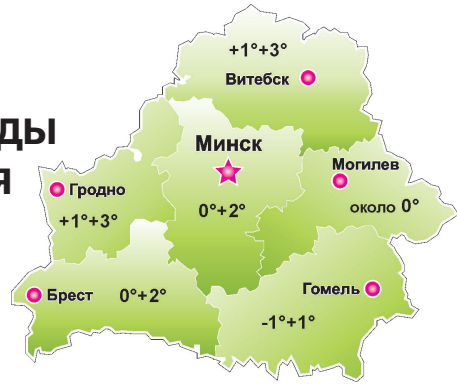 +1°+3°
Витебск
ды
я
Минск
Могилев
Гродно
0°+2°
около 0°
+1°+3°
Брест
0°+2°
Гомель
-1°+1°